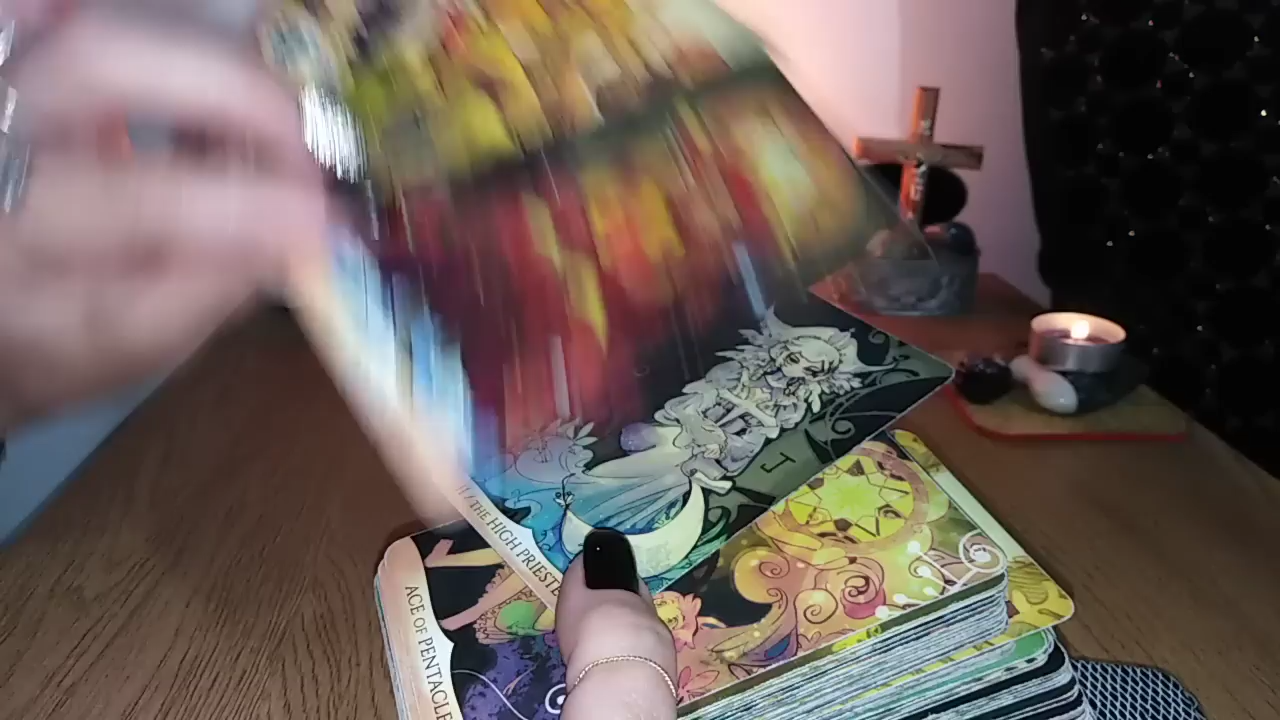 II / THE HIGH PRIESTE
ACE OF PENTACLE
J